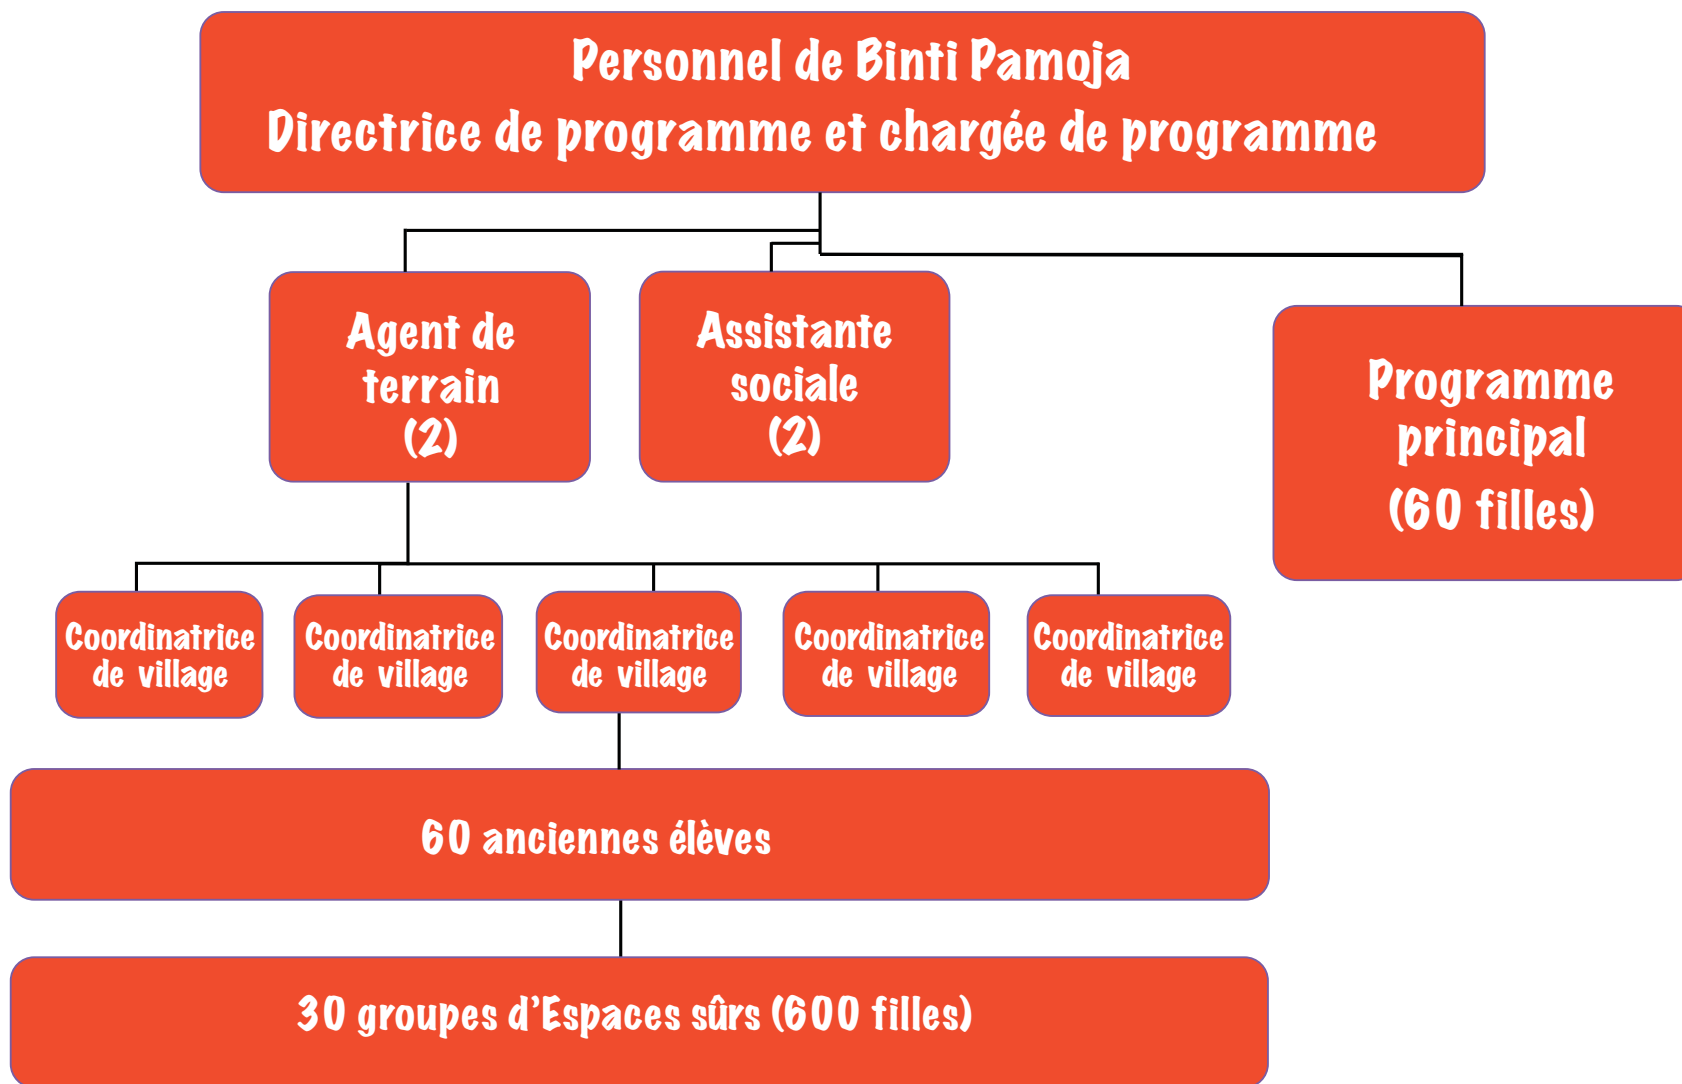 Personnel de Binti Pamoja
Directrice de programme et chargée de programme
Agent de
terrain
(2)
Assistante
sociale
(2)
Programme
principal
(60 filles)
Coordinatrice
de village
Coordinatrice
de village
Coordinatrice
de village
Coordinatrice
de village
Coordinatrice
de village
60 anciennes élèves
30 groupes d’Espaces sûrs (600 filles)